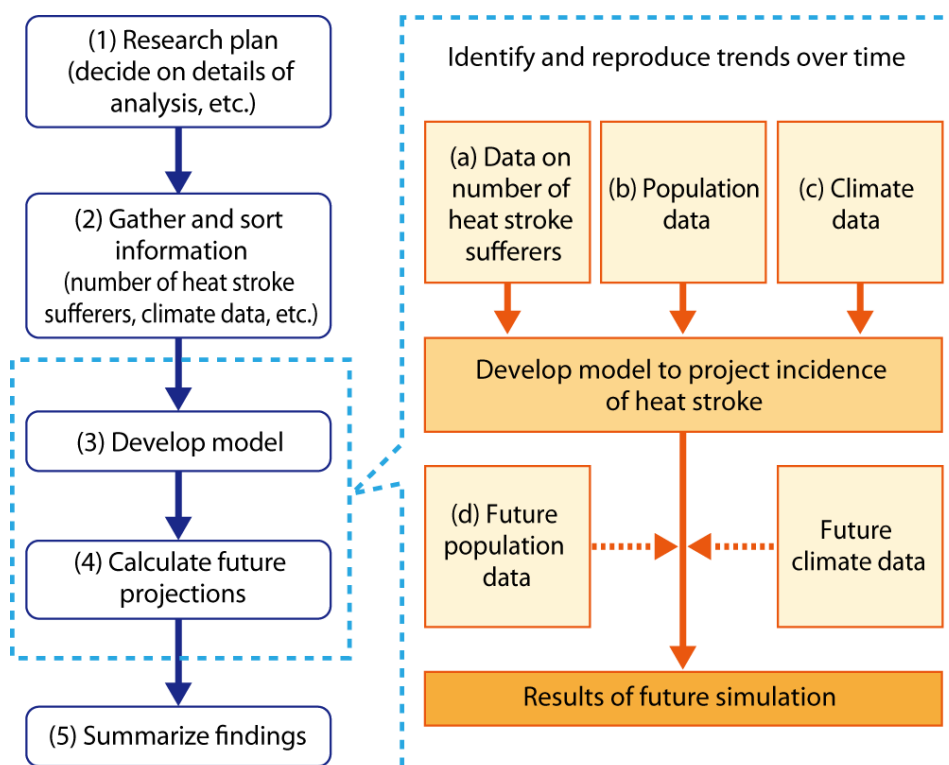 (1) Research plan
(decide on details of
analysis, etc.)
(2) Gather and sort
information
(number of heat stroke
sufferers, climate data, etc.)
(3) Develop model
(4) Calculate future
projections
(5) Summarize findings
Identify and reproduce trends over time
(a) Data on
number of
heat stroke
sufferers
(b) Population
data
(c) Climate
data
Develop model to project incidence
of heat stroke
(d) Future
population
data
Future
climate data
Results of future simulation